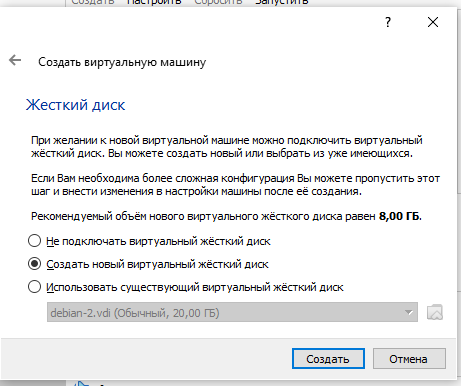 Создать Настроить Сбросить Запустить
Создать виртуальную машину
Жесткий диск
При желании к новой виртуальной машине можно подключить виртуальный
жёсткий диск. Вы можете создать новый или выбрать из уже имеющихся.
Если Вам необходима более сложная конфигурация Вы можете пропустить этот
шаг и внести изменения в настройки машины после её создания.
Рекомендуемый объём нового виртуального жёсткого диска равен 8,00 ГБ.
Не подключать виртуальный жёсткий диск
Создать новый виртуальный жёсткий диск
Использовать существующий виртуальный жёсткий диск
debian-2.vdi (Обычный, 20,00 ГБ)
Создать Отмена